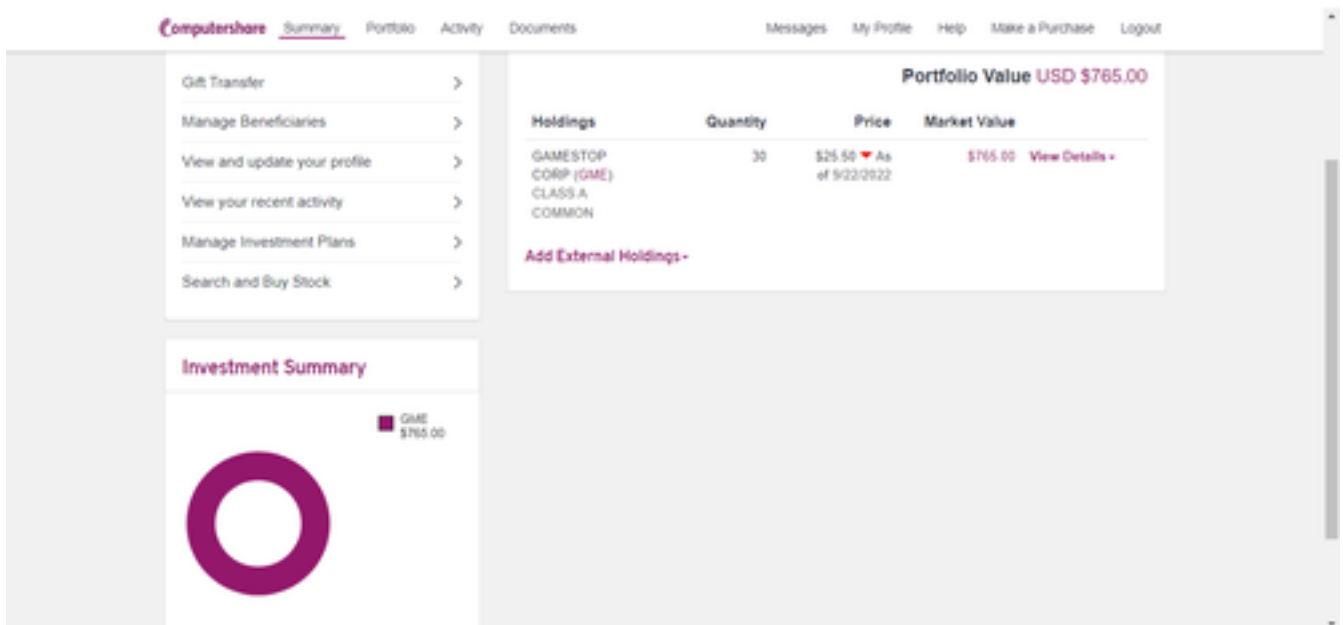 Computershare Summary Portfolio Activity Documents Messages My Profile Help Make a Purchase Logout
Gift Transfer
Manage Beneficiaries
View and update your profile
View your recent activity
Manage Investment Plans
Search and Buy Stock
Portfolio Value USD $765.00
Holdings Quantity Price Market Value
GAMESTOP 30 $25.50 As $765.00 View Details
CORP (GME) of 9/22/2022
CLASS A
COMMON
Add External Holdings
Investment Summary
GME
$765.00